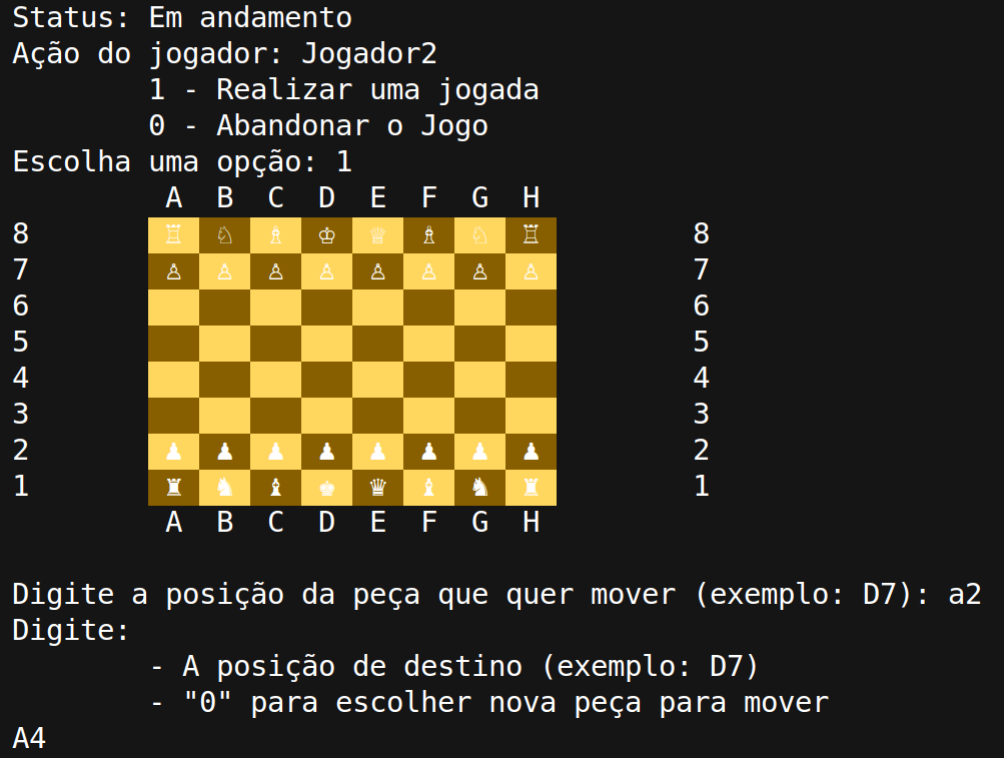 Status: Em andamento
Ação do jogador: Jogador2
1 - Realizar uma jogada
0 - Abandonar o Jogo
Escolha uma opção: 1
A B C D E F G H
8 ♖ ♘ ♗ ♔ ♕ ♗ ♘ ♖ 8
7 ♙ ♙ ♙ ♙ ♙ ♙ ♙ ♙ 7
6 6
5 5
4 4
3 3
2 ♟ ♟ ♟ ♟ ♟ ♟ ♟ ♟ 2
1 ♜ ♞ ♝ ♚ ♛ ♝ ♞ ♜ 1
A B C D E F G H
Digite a posição da peça que quer mover (exemplo: D7): a2
Digite:
- A posição de destino (exemplo: D7)
- "0" para escolher nova peça para mover
A4